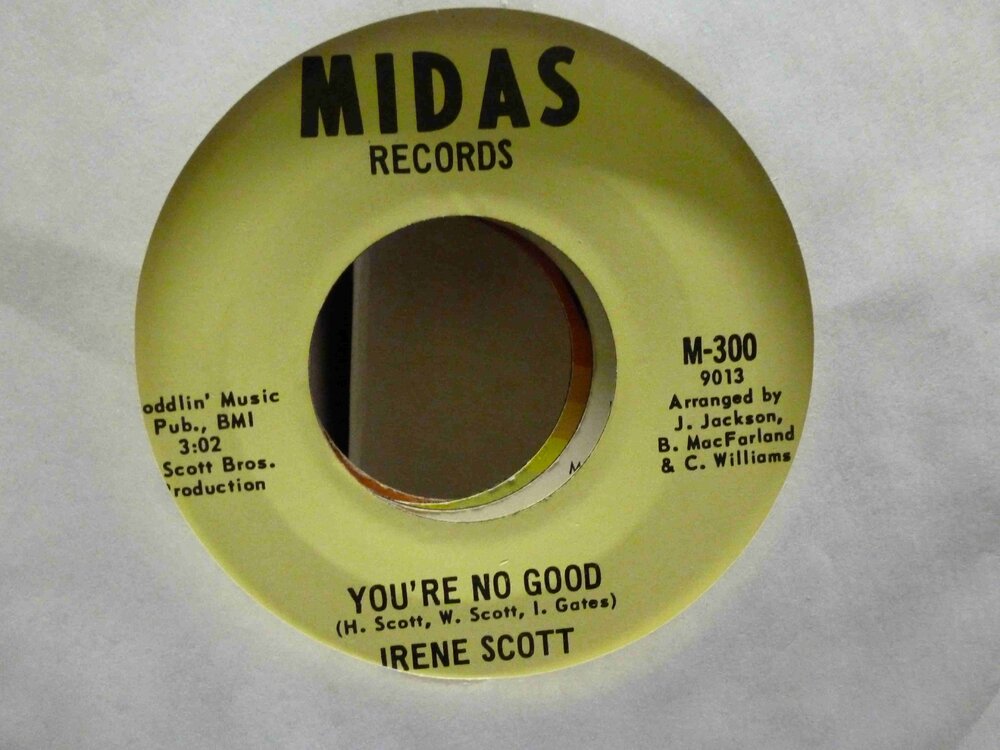 MIDAS
RECORDS
M-300
9013
Arranged by
J. Jackson,
B. MacFarland
& C. Williams
oddlin' Music
Pub., BMI
3:02
Scott Bros.
roduction
YOU'RE NO GOOD
(H. Scott, W. Scott, I. Gates)
IRENE SCOTT